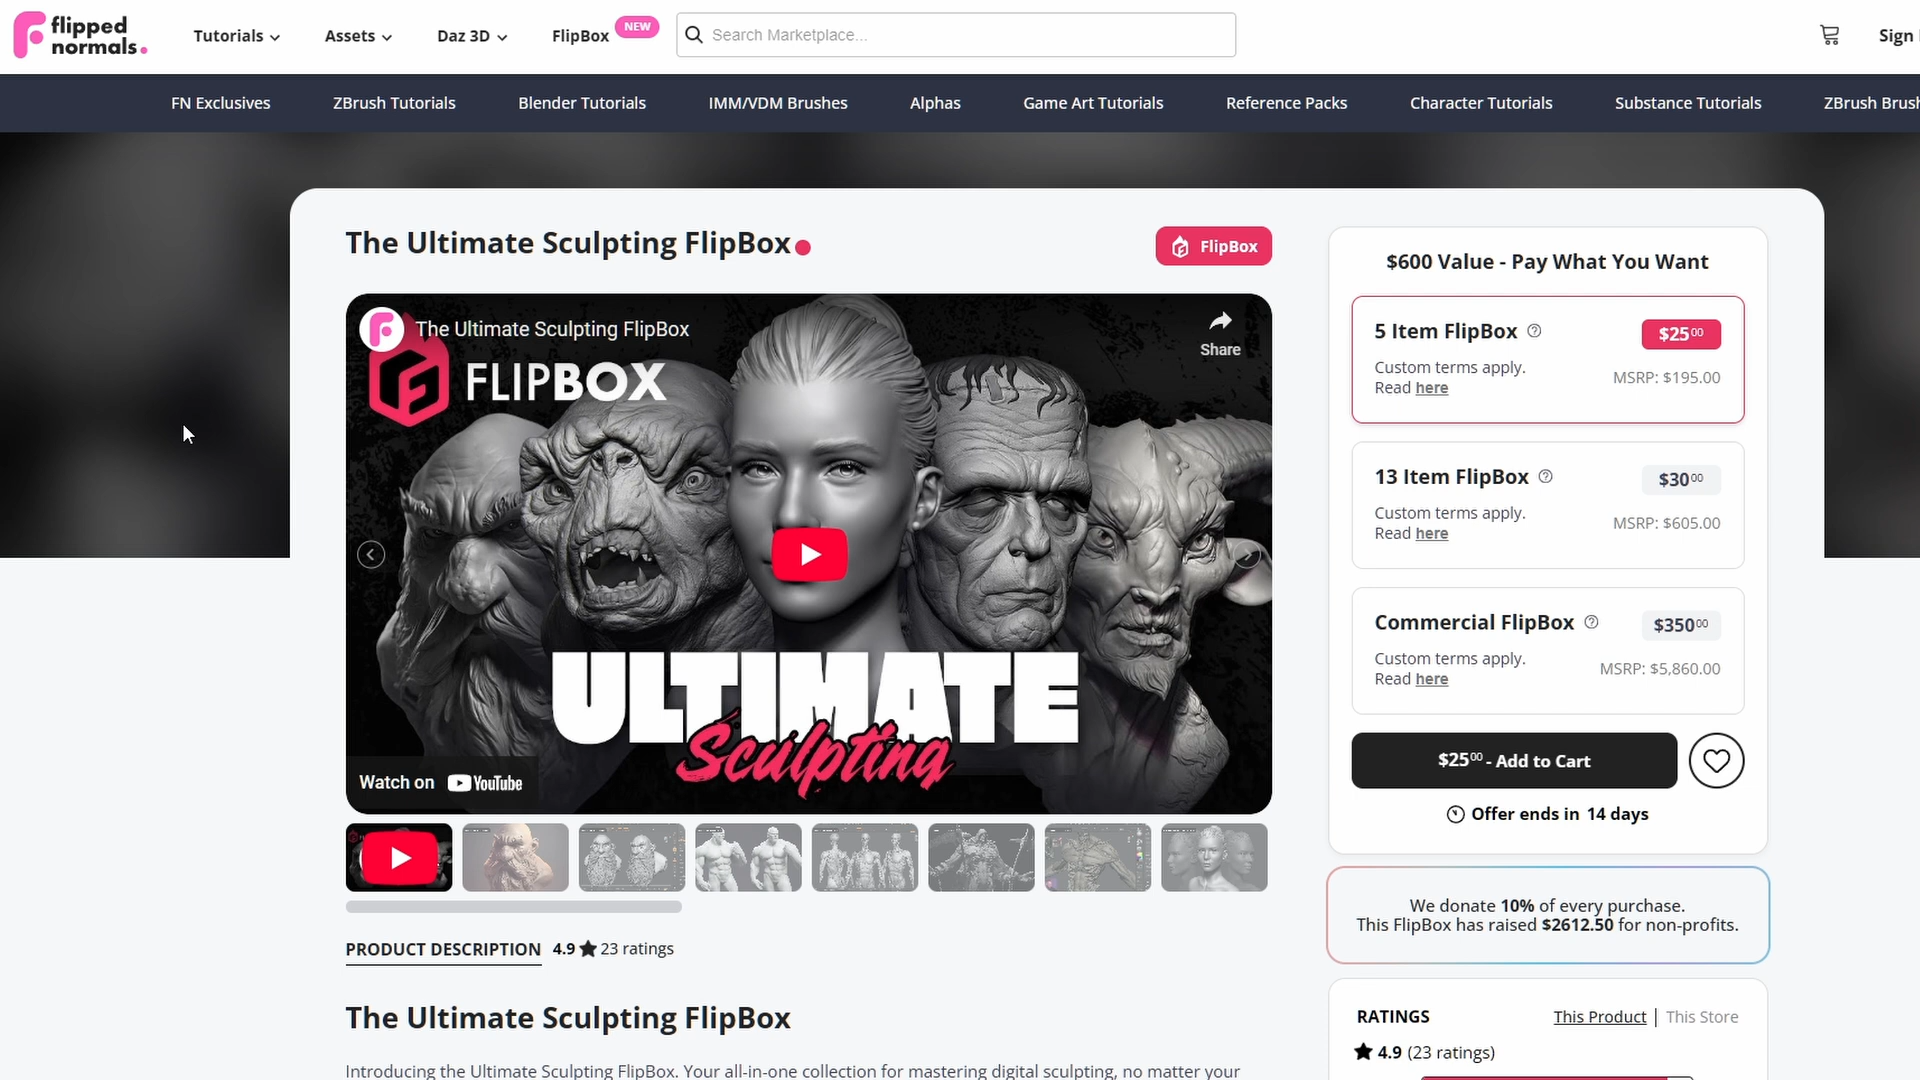 flipped
normals.
Tutorials
Assets
Daz 3D
FlipBox
NEW
Search Marketplace...
Sign
FN Exclusives
ZBrush Tutorials
Blender Tutorials
IMM/VDM Brushes
Alphas
Game Art Tutorials
Reference Packs
Character Tutorials
Substance Tutorials
ZBrush Brush
The Ultimate Sculpting FlipBox
FlipBox
The Ultimate Sculpting FlipBox
Share
FLIPBOX
ULTIMATE
Sculpting
Watch on YouTube
$600 Value - Pay What You Want
5 Item FlipBox
$25.00
Custom terms apply.
Read here
MSRP: $195.00
13 Item FlipBox
$30.00
Custom terms apply.
Read here
MSRP: $605.00
Commercial FlipBox
$350.00
Custom terms apply.
Read here
MSRP: $5,860.00
$25.00 - Add to Cart
Offer ends in 14 days
We donate 10% of every purchase.
This FlipBox has raised $2612.50 for non-profits.
PRODUCT DESCRIPTION
4.9 ★ 23 ratings
The Ultimate Sculpting FlipBox
Introducing the Ultimate Sculpting FlipBox. Your all-in-one collection for mastering digital sculpting, no matter your
RATINGS
This Product | This Store
★ 4.9 (23 ratings)